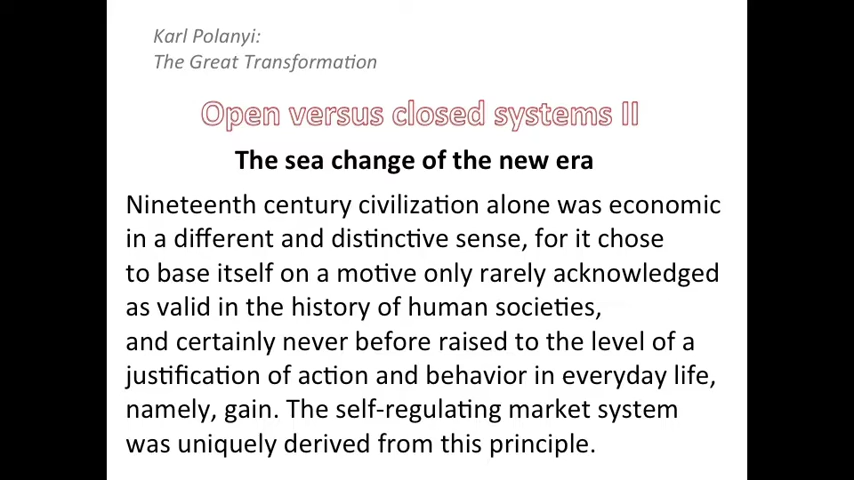 Karl Polanyi:
The Great Transformation
Open versus closed systems II
The sea change of the new era
Nineteenth century civilization alone was economic
in a different and distinctive sense, for it chose
to base itself on a motive only rarely acknowledged
as valid in the history of human societies,
and certainly never before raised to the level of a
justification of action and behavior in everyday life,
namely, gain. The self-regulating market system
was uniquely derived from this principle.